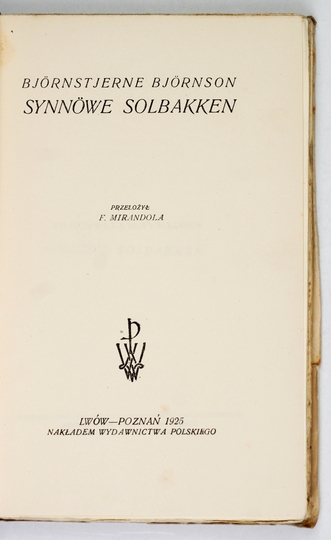 BJÖRNSTJERNE BJÖRNSON
SYNNÖWE SOLBAKKEN
PRZEŁOŻYŁ
F. MIRANDOLA
LWÓW—POZNAŃ 1925
NAKŁADEM WYDAWNICTWA POLSKIEGO